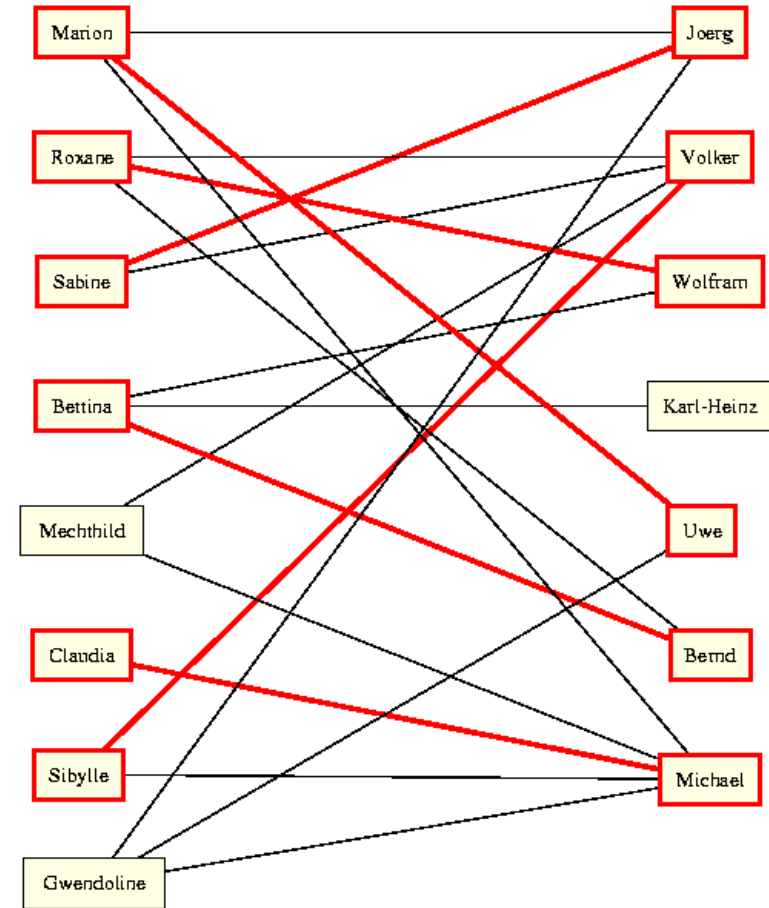 Marion
Joerg
Roxane
Volker
Sabine
Wolfram
Bettina
Karl-Heinz
Mechthild
Uwe
Claudia
Bernd
Sibylle
Michael
Gwendoline